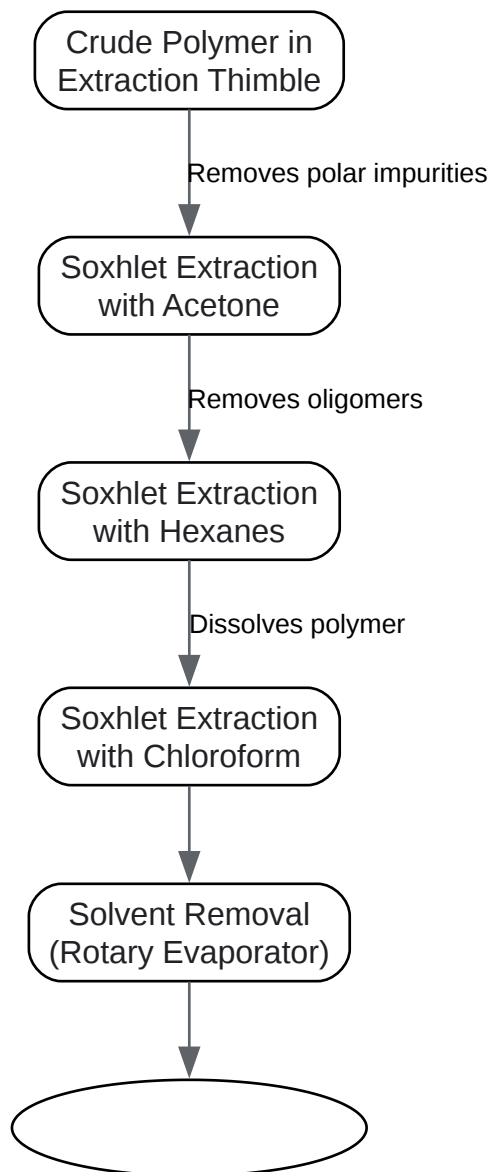 Crude Polymer in
Extraction Thimble
Removes polar impurities
Soxhlet Extraction
with Acetone
Removes oligomers
Soxhlet Extraction
with Hexanes
Dissolves polymer
Soxhlet Extraction
with Chloroform
Solvent Removal
(Rotary Evaporator)